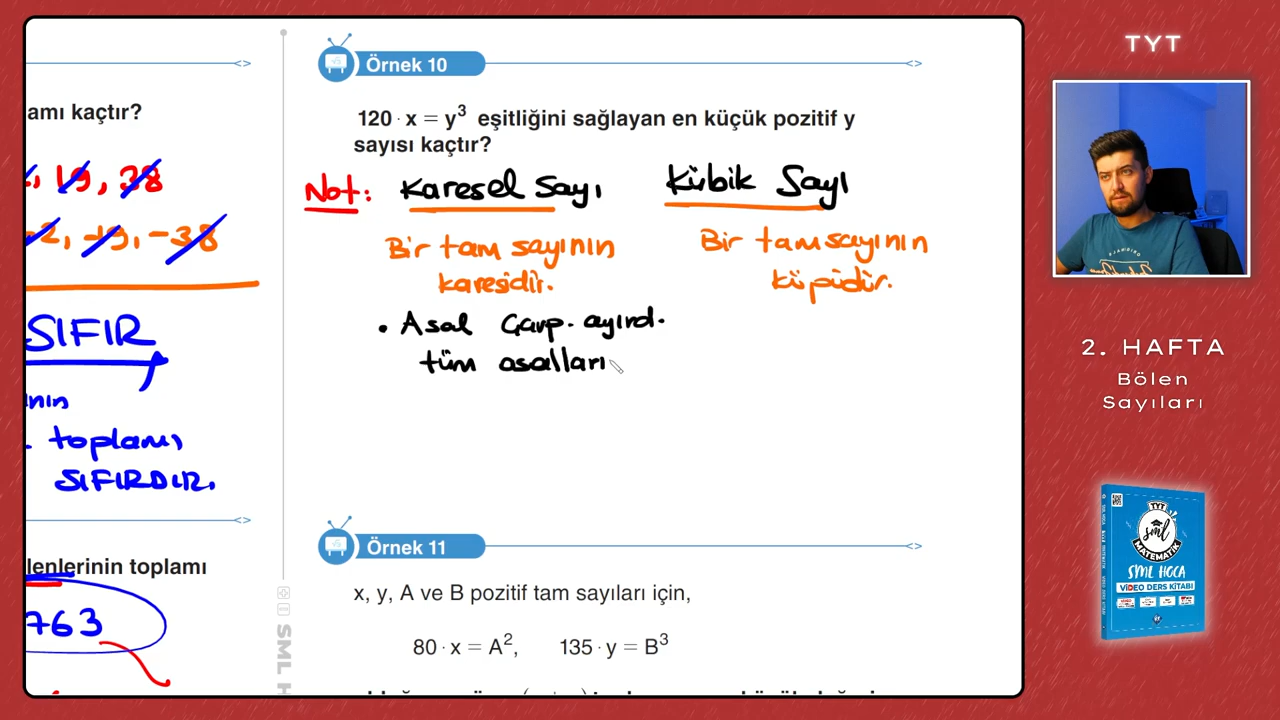 amı kaçtır?
19, 38
-2, -19, -38
SIFIR
nın
toplamı
SIFIRDIR.
lenlerinin toplamı
763
SML H
Örnek 10
120 · x = y³ eşitliğini sağlayan en küçük pozitif y
sayısı kaçtır?
Not: Karesel Sayı Kübik Sayı
Bir tam sayının Bir tamsayının
karesidir. küpüdür.
• Asal Çarp. ayırd.
tüm asalları
Örnek 11
x, y, A ve B pozitif tam sayıları için,
80 · x = A², 135 · y = B³
TYT
2. HAFTA
Bölen
Sayıları
TYT
sml
MATEMATİK
SML HOCA
VİDEO DERS KİTABI